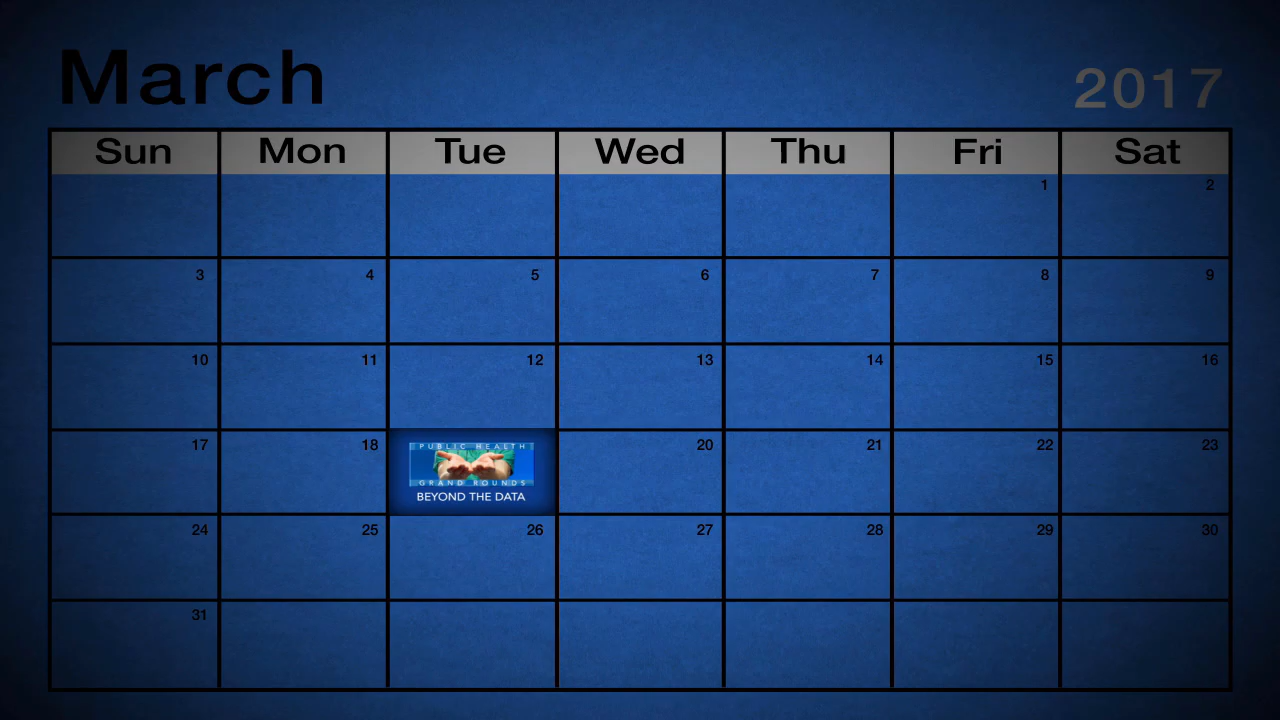 March 2017
Sun Mon Tue Wed Thu Fri Sat
1 2
3 4 5 6 7 8 9
10 11 12 13 14 15 16
17 18 PUBLIC HEALTH GRAND ROUNDS BEYOND THE DATA 20 21 22 23
24 25 26 27 28 29 30
31